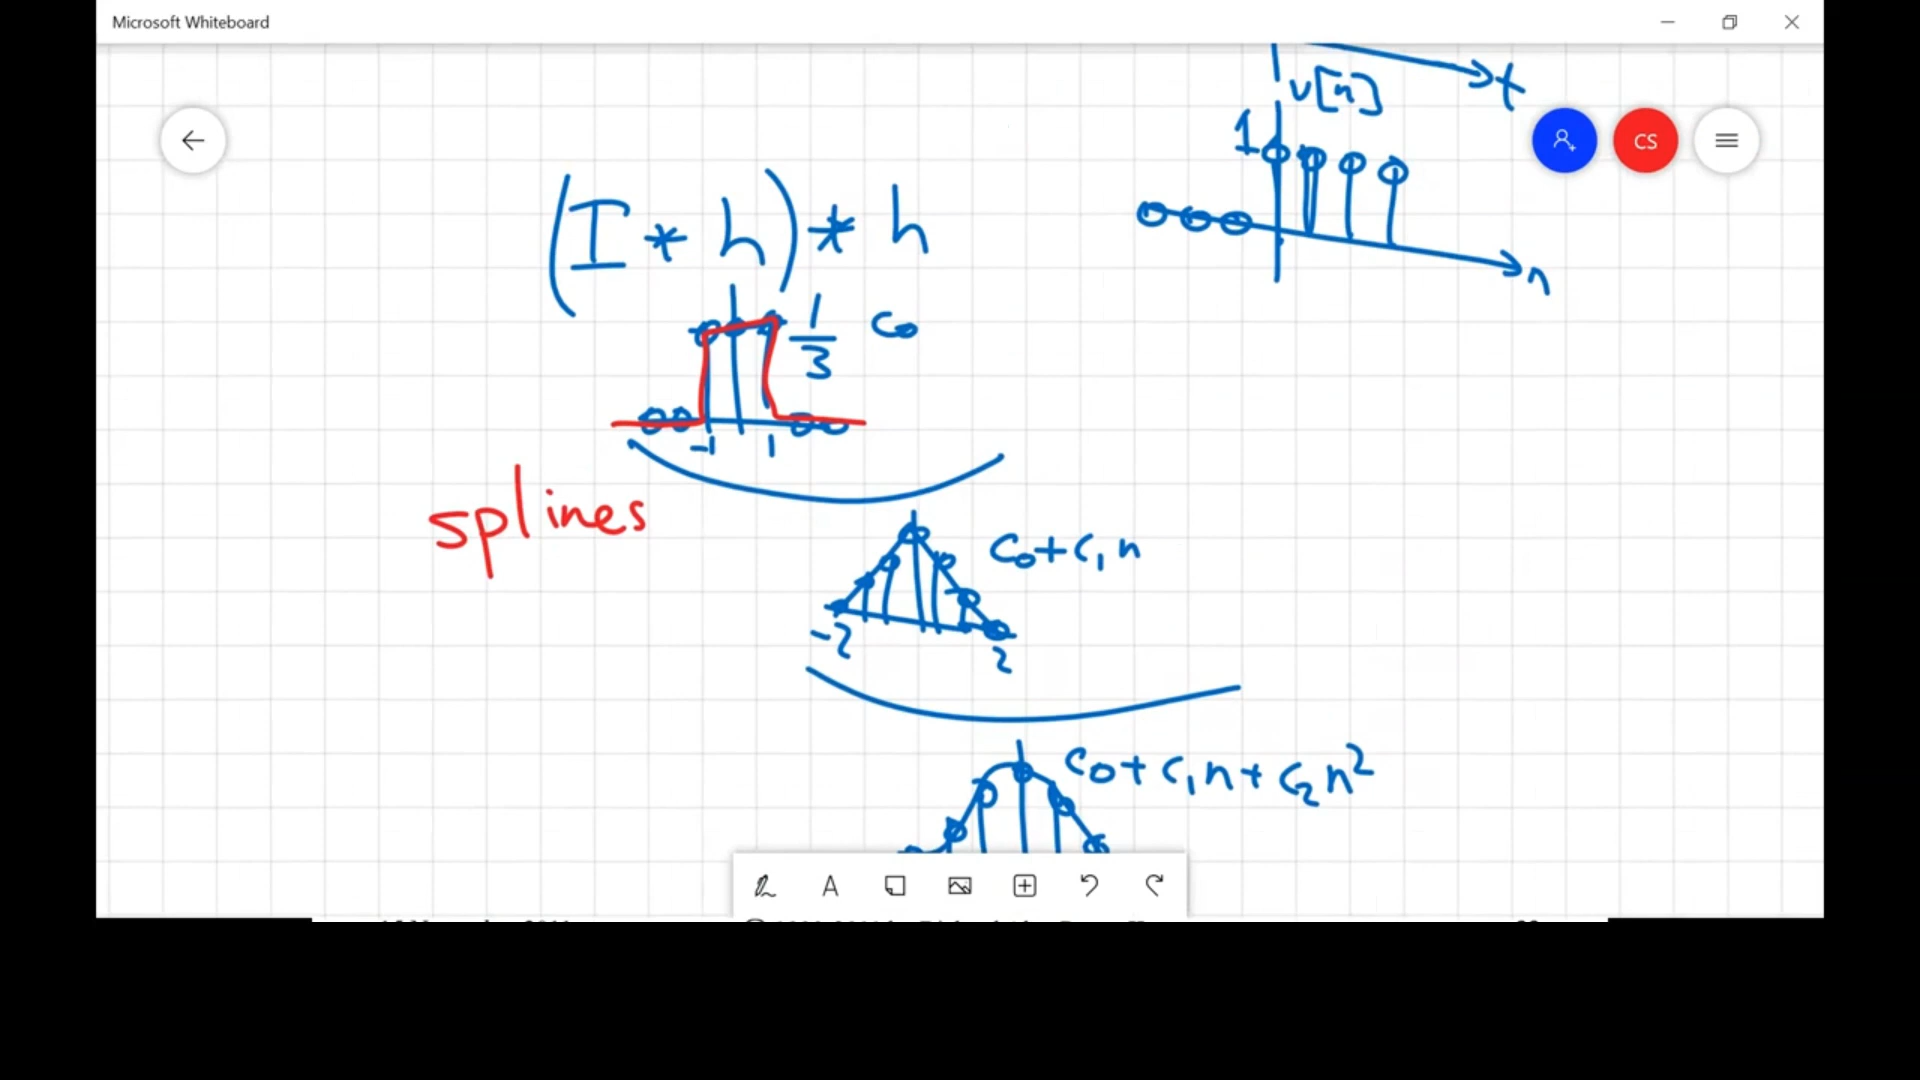 Microsoft Whiteboard
t
v[n]
1
CS
(I * h) * h
n
1/3 c₀
-1 1
splines
c₀+c₁n
-2 2
c₀+c₁n+c₂n²
A